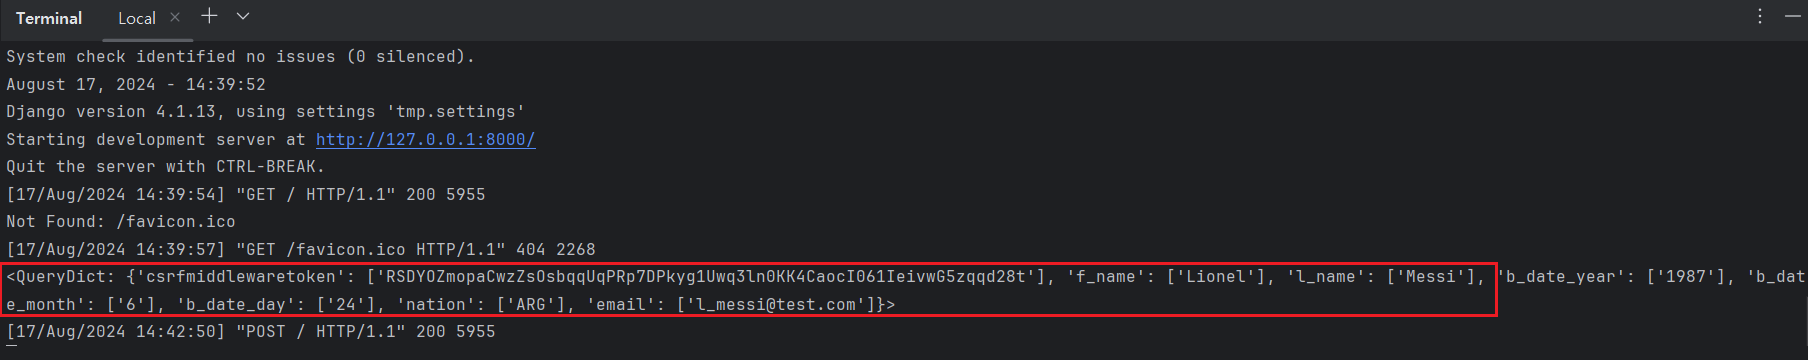 Terminal Local
System check identified no issues (0 silenced).
August 17, 2024 - 14:39:52
Django version 4.1.13, using settings 'tmp.settings'
Starting development server at http://127.0.0.1:8000/
Quit the server with CTRL-BREAK.
[17/Aug/2024 14:39:54] "GET / HTTP/1.1" 200 5955
Not Found: /favicon.ico
[17/Aug/2024 14:39:57] "GET /favicon.ico HTTP/1.1" 404 2268
<QueryDict: {'csrfmiddlewaretoken': ['RSDYOZmopaCwzZsOsbqqUqPRp7DPkyg1Uwq3ln0KK4CaocI061IeivwG5zqqd28t'], 'f_name': ['Lionel'], 'l_name': ['Messi'], 'b_date_year': ['1987'], 'b_dat
e_month': ['6'], 'b_date_day': ['24'], 'nation': ['ARG'], 'email': ['l_messi@test.com']}>
[17/Aug/2024 14:42:50] "POST / HTTP/1.1" 200 5955